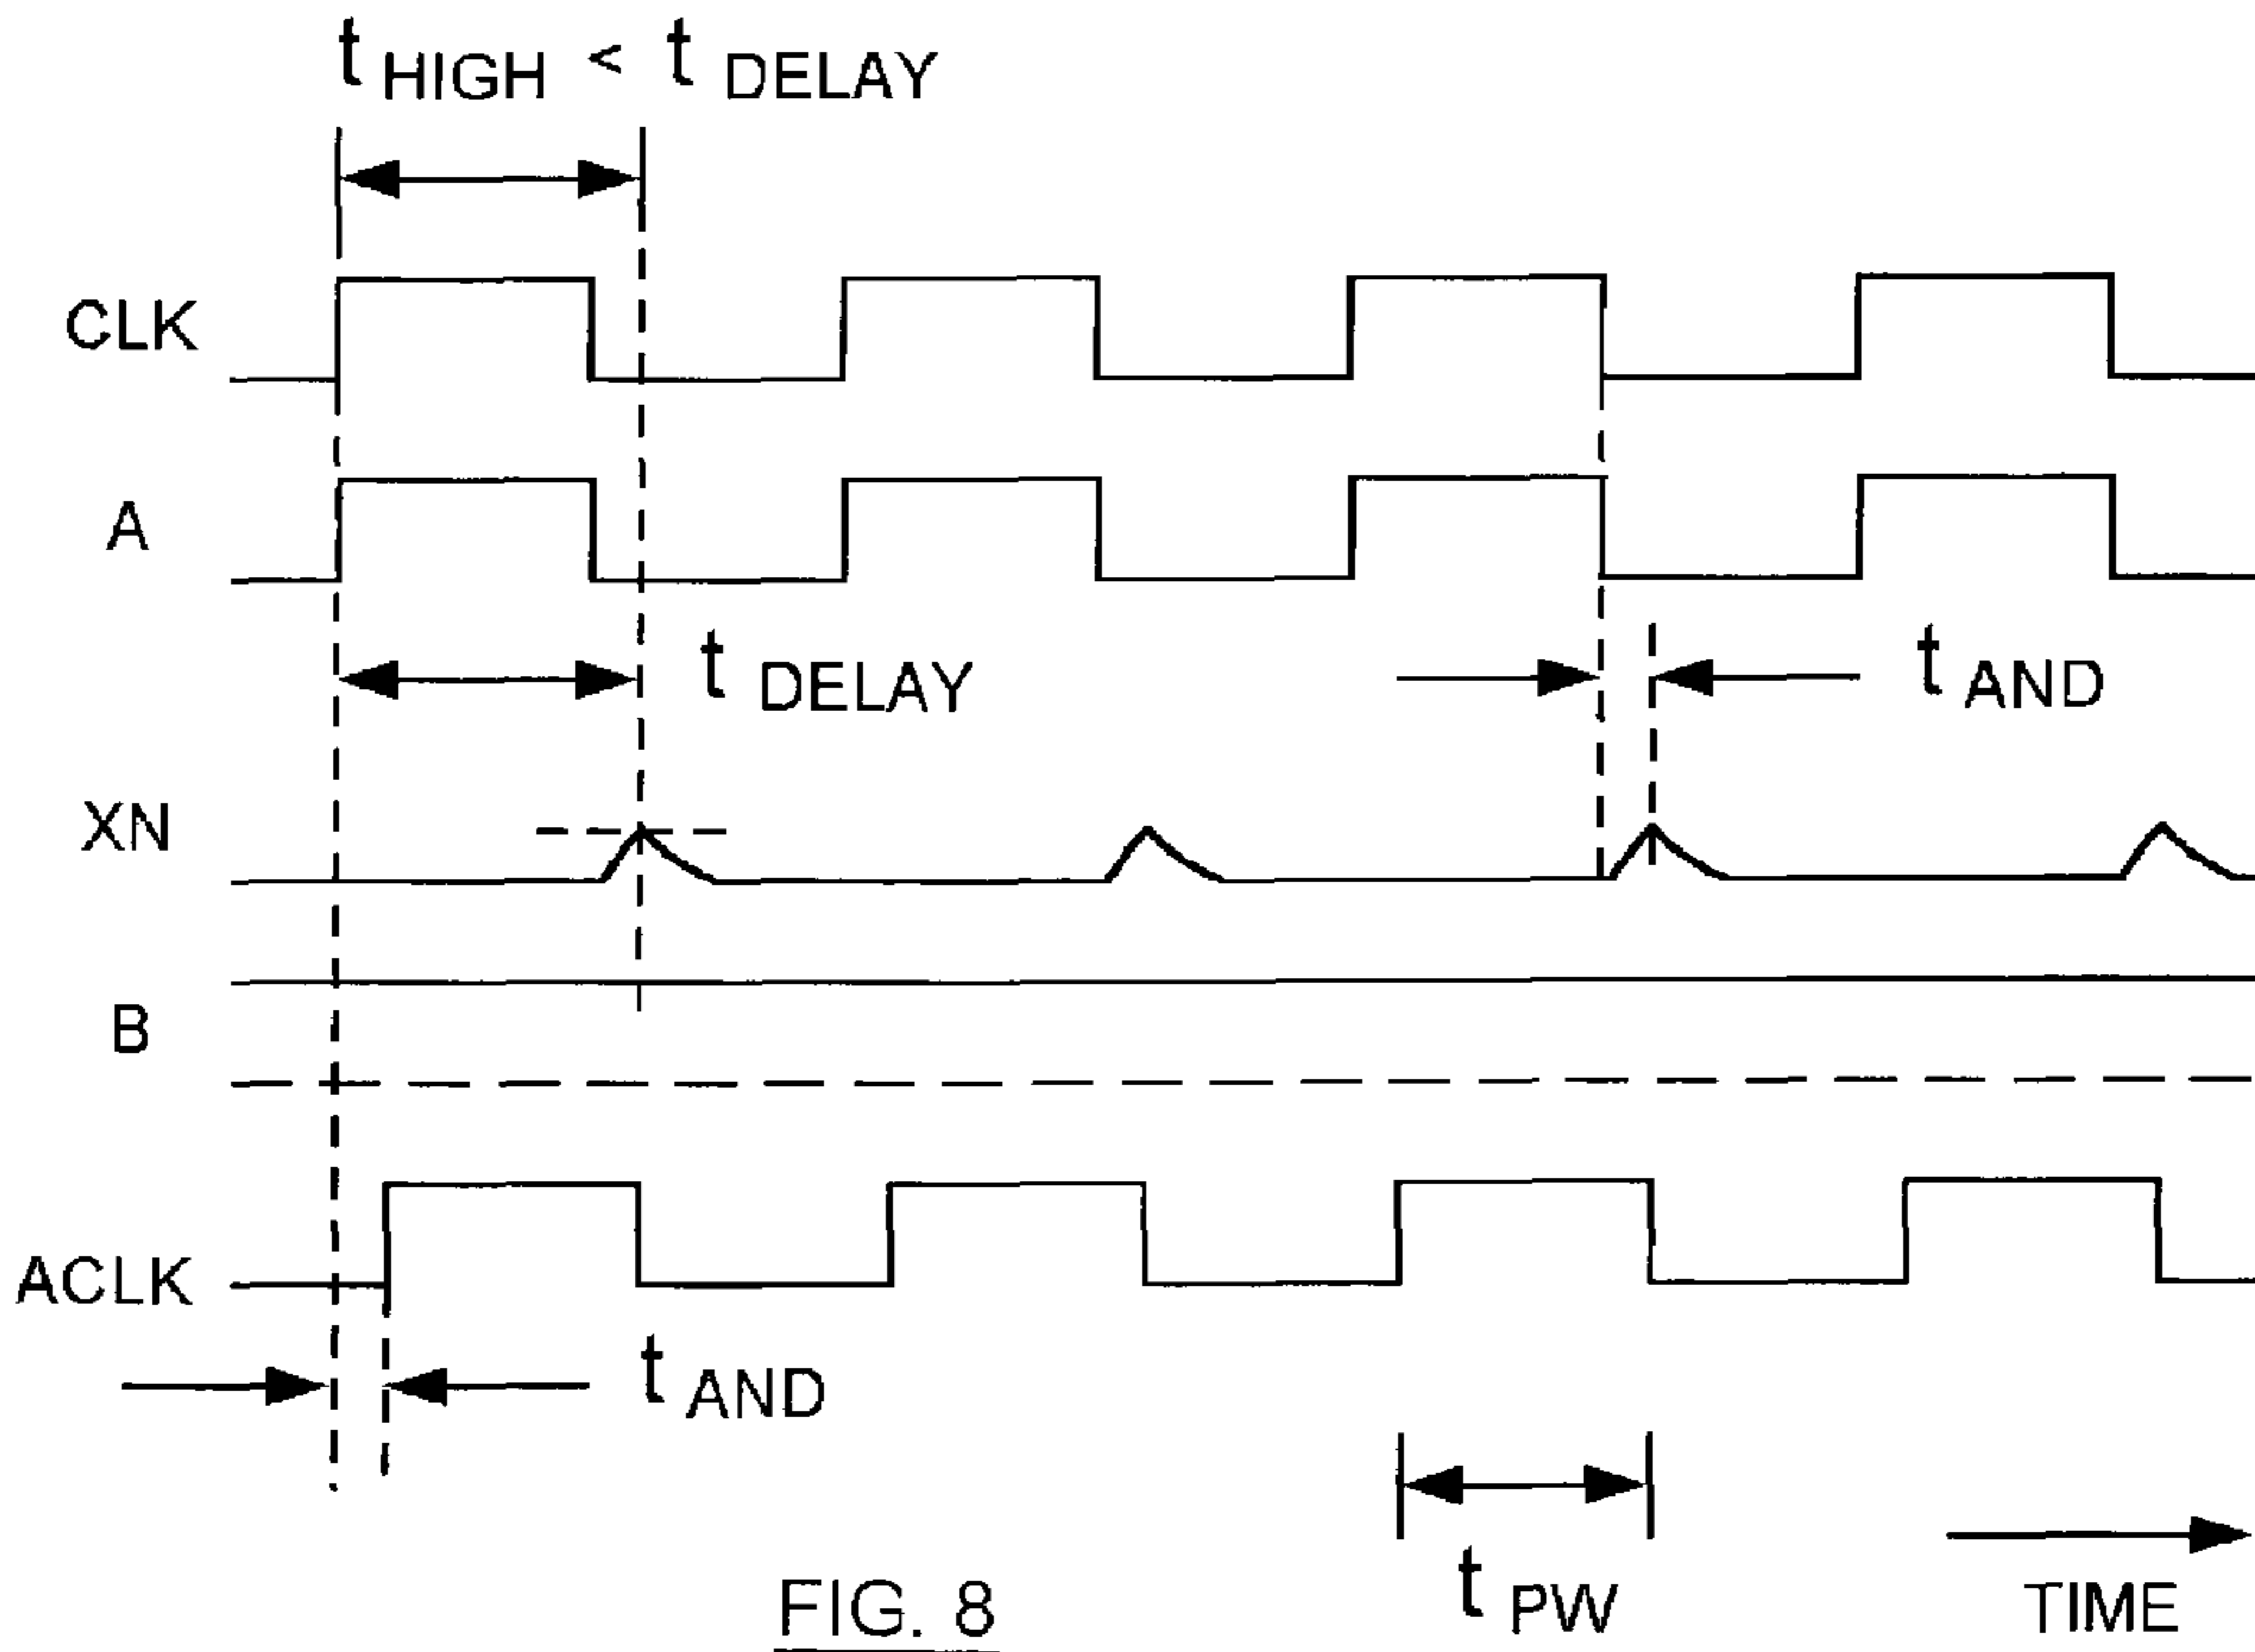 t HIGH < t DELAY
CLK
A
t DELAY
t AND
XN
B
ACLK
t AND
t PW
TIME
FIG. 8